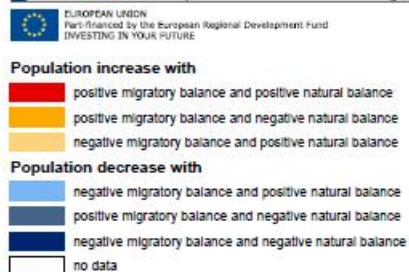 EUROPEAN UNION
Part-financed by the European Regional Development Fund
INVESTING IN YOUR FUTURE
Population increase with
positive migratory balance and positive natural balance
positive migratory balance and negative natural balance
negative migratory balance and positive natural balance
Population decrease with
negative migratory balance and positive natural balance
positive migratory balance and negative natural balance
negative migratory balance and negative natural balance
no data